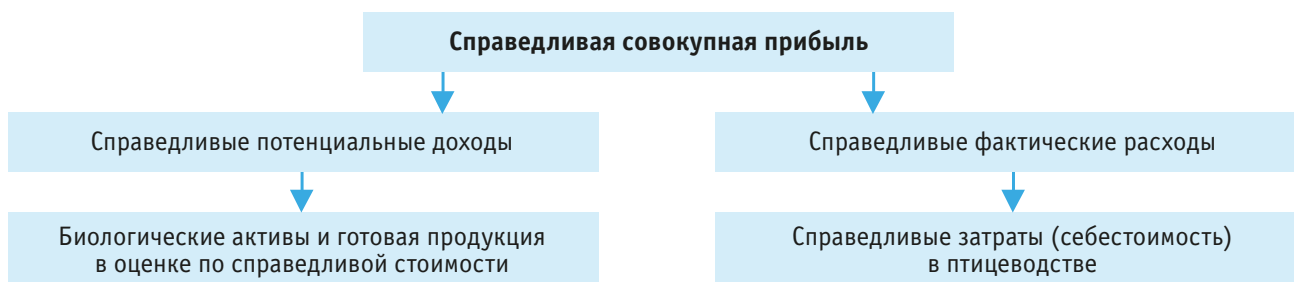 Справедливая совокупная прибыль
Справедливые потенциальные доходы
Справедливые фактические расходы
Биологические активы и готовая продукция
в оценке по справедливой стоимости
Справедливые затраты (себестоимость)
в птицеводстве